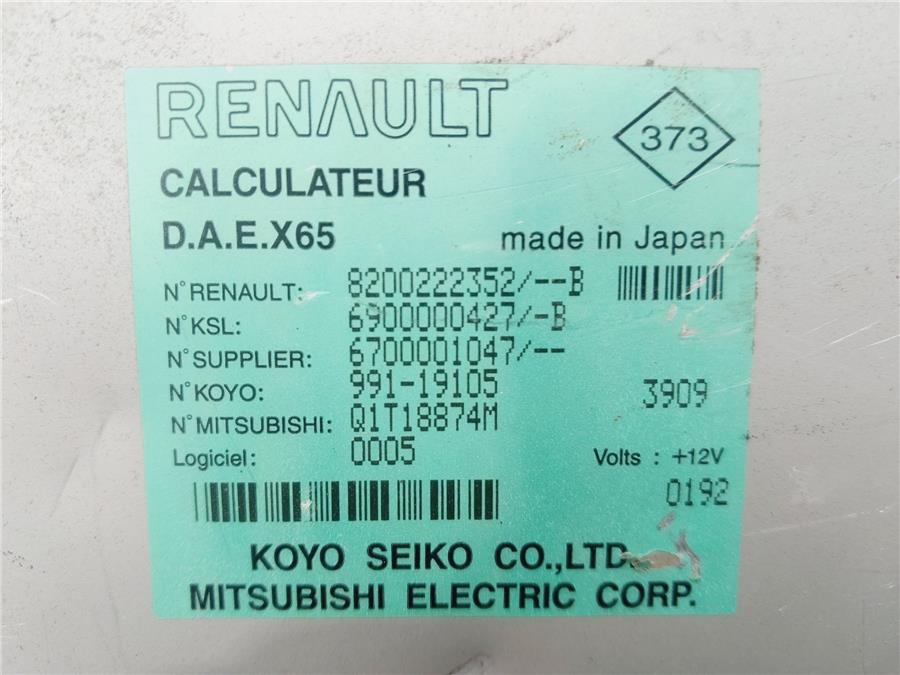 RENAULT
373
CALCULATEUR
D.A.E.X65
made in Japan
N°RENAULT: 8200222352/--B
N°KSL: 6900000427/-B
N°SUPPLIER: 6700001047/--
N°KOYO: 991-19105
3909
N°MITSUBISHI: Q1T18874M
Logiciel: 0005
Volts : +12V
0192
KOYO SEIKO CO.,LTD.
MITSUBISHI ELECTRIC CORP.